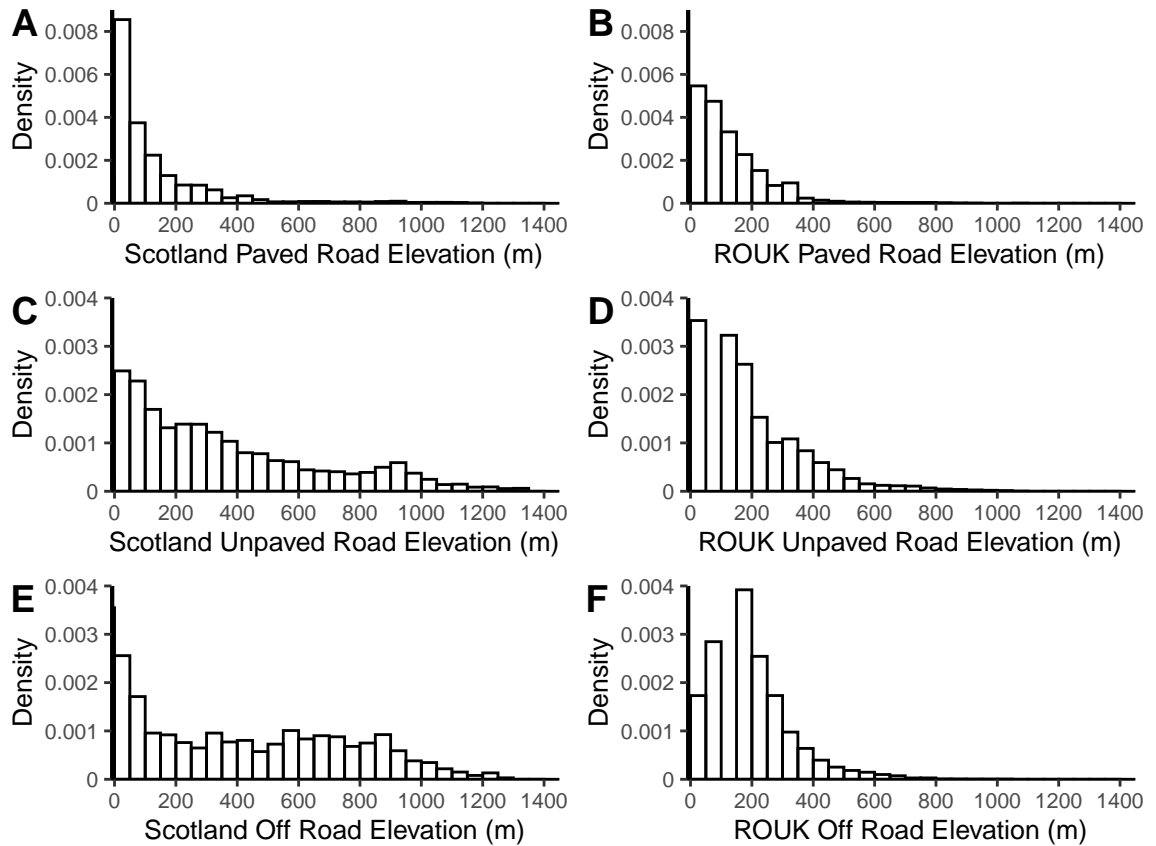 A
Density
0.008
0.006
0.004
0.002
0
0 200 400 600 800 1000 1200 1400
Scotland Paved Road Elevation (m)
B
Density
0.008
0.006
0.004
0.002
0
0 200 400 600 800 1000 1200 1400
ROUK Paved Road Elevation (m)
C
Density
0.004
0.003
0.002
0.001
0
0 200 400 600 800 1000 1200 1400
Scotland Unpaved Road Elevation (m)
D
Density
0.004
0.003
0.002
0.001
0
0 200 400 600 800 1000 1200 1400
ROUK Unpaved Road Elevation (m)
E
Density
0.004
0.003
0.002
0.001
0
0 200 400 600 800 1000 1200 1400
Scotland Off Road Elevation (m)
F
Density
0.004
0.003
0.002
0.001
0
0 200 400 600 800 1000 1200 1400
ROUK Off Road Elevation (m)